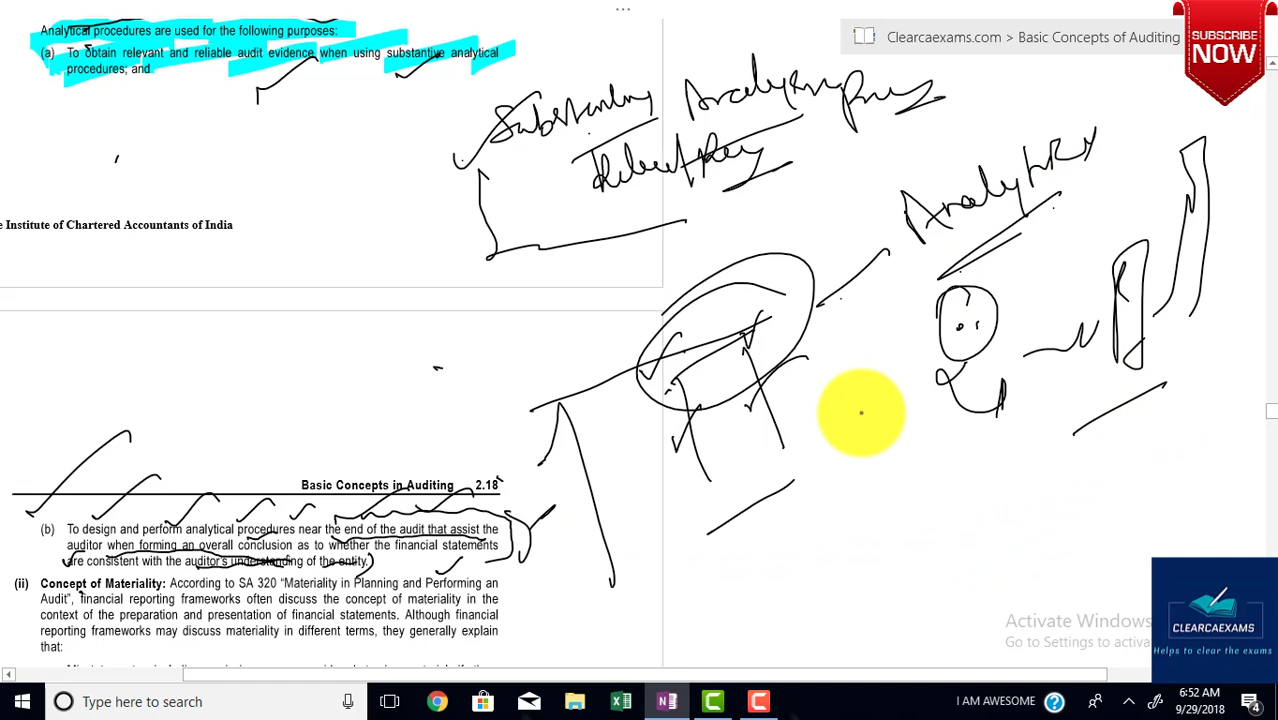 Analytical procedures are used for the following purposes:
(a) To obtain relevant and reliable audit evidence when using substantive analytical
procedures; and
Clearcaexams.com > Basic Concepts of Auditing
SUBSCRIBE
NOW
e Institute of Chartered Accountants of India
Basic Concepts in Auditing 2.18
(b) To design and perform analytical procedures near the end of the audit that assist the
auditor when forming an overall conclusion as to whether the financial statements
are consistent with the auditor's understanding of the entity.
(ii) Concept of Materiality: According to SA 320 “Materiality in Planning and Performing an
Audit”, financial reporting frameworks often discuss the concept of materiality in the
context of the preparation and presentation of financial statements. Although financial
reporting frameworks may discuss materiality in different terms, they generally explain
that:
Activate Windows
Go to Settings to activa
CLEARCAEXAMS
Helps to clear the exams
Type here to search
I AM AWESOME
6:52 AM
9/29/2018
4